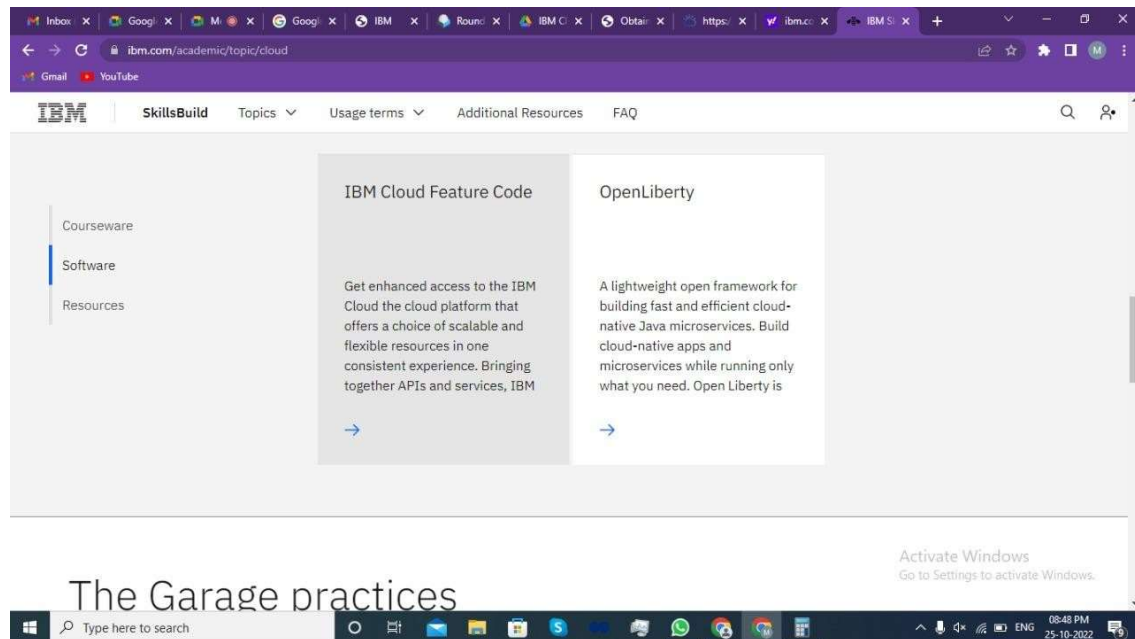 Inbox
Googl
M
Googl
IBM
Round
IBM C
Obtain
https:/
ibm.co
IBM S
ibm.com/academic/topic/cloud
M
Gmail
YouTube
IBM
SkillsBuild
Topics
Usage terms
Additional Resources
FAQ
Courseware
Software
Resources
IBM Cloud Feature Code
Get enhanced access to the IBM
Cloud the cloud platform that
offers a choice of scalable and
flexible resources in one
consistent experience. Bringing
together APIs and services, IBM
OpenLiberty
A lightweight open framework for
building fast and efficient cloud-
native Java microservices. Build
cloud-native apps and
microservices while running only
what you need. Open Liberty is
The Garage practices
Activate Windows
Go to Settings to activate Windows.
Type here to search
ENG
08:48 PM
25-10-2022